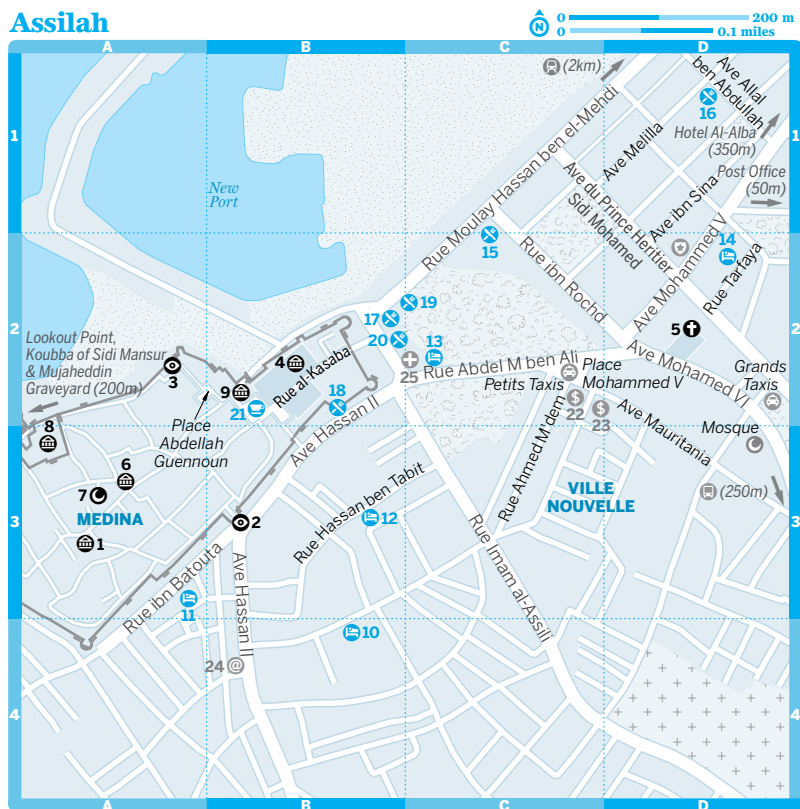 Assilah
N
0 200 m
0 0.1 miles
A B C D
(2km)
Ave Allal
ben Abdullah
16
1 1
Hotel Al-Alba
(350m)
Post Office
(50m)
Ave Melilla
Rue Moulay Hassan ben el-Mehdi
Ave du Prince Heritier
Sidi Mohamed
Ave ibn Sina
New
Port
15
14
Rue Ibn Rochd
Ave Mohammed V
Rue Tarfaya
19
17
20
13
5
2 2
Lookout Point,
Koubba of Sidi Mansur
& Mujaheddin
Graveyard (200m)
3
4
9
21
Rue al-Kasaba
18
25
Rue Abdel M ben Ali
Petits Taxis
Place
Mohammed V
Ave Mohamed VI
Grands
Taxis
22
23
Ave Mauritania
Mosque
(250m)
Place
Abdellah
Guennoun
Ave Hassan II
8
6
7
MEDINA
1
2
3 3
Rue Hassan ben Tabit
12
Rue Ahmed M'dem
VILLE
NOUVELLE
Rue Imam al-Assili
Rue Ibn Batouta
Ave Hassan II
11
10
24 @
4 4
A B C D